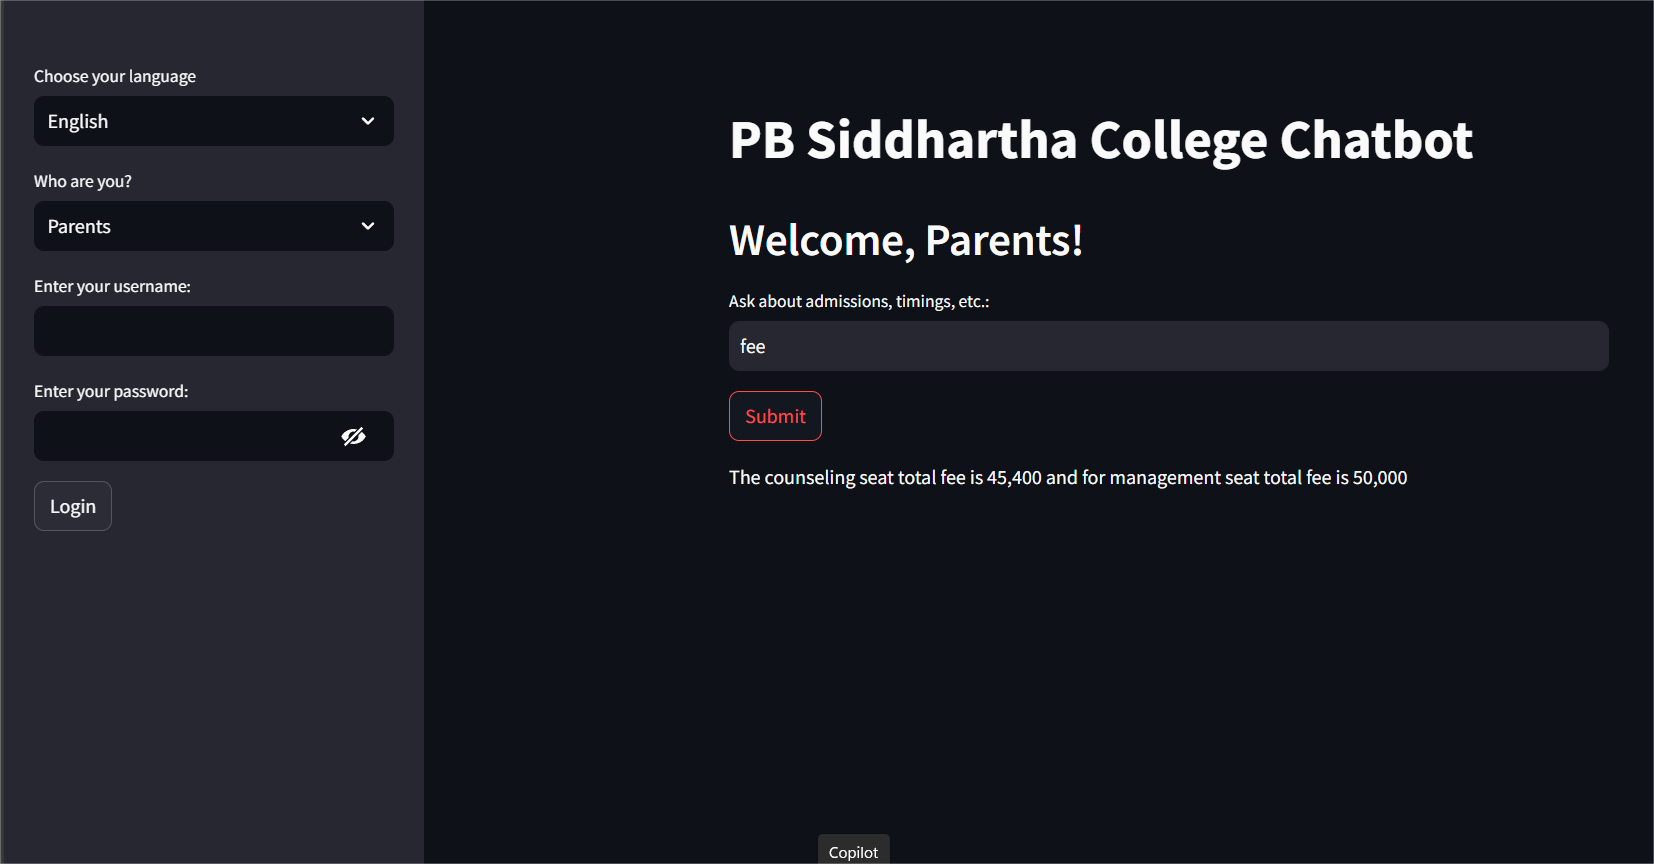 Choose your language
English
Who are you?
Parents
Enter your username:
Enter your password:
Login
PB Siddhartha College Chatbot
Welcome, Parents!
Ask about admissions, timings, etc.:
fee
Submit
The counseling seat total fee is 45,400 and for management seat total fee is 50,000
Copilot